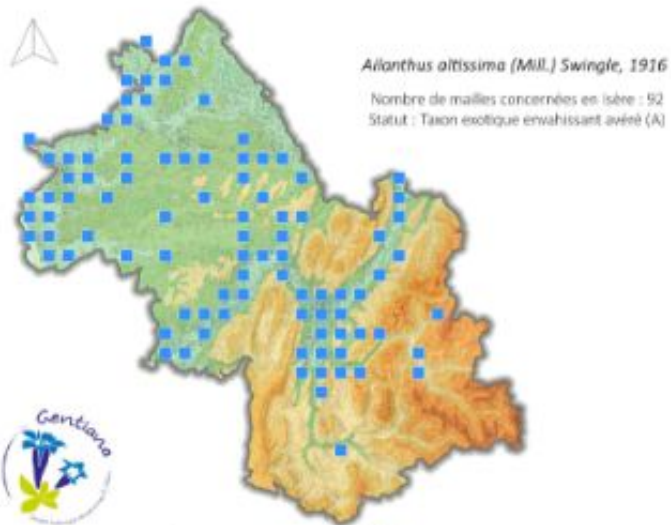 Ailanthus altissima (Mill.) Swingle, 1916
Nombre de mailles concernées en Isère : 92
Statut : Taxon exotique envahissant avéré (A)
Gentiana